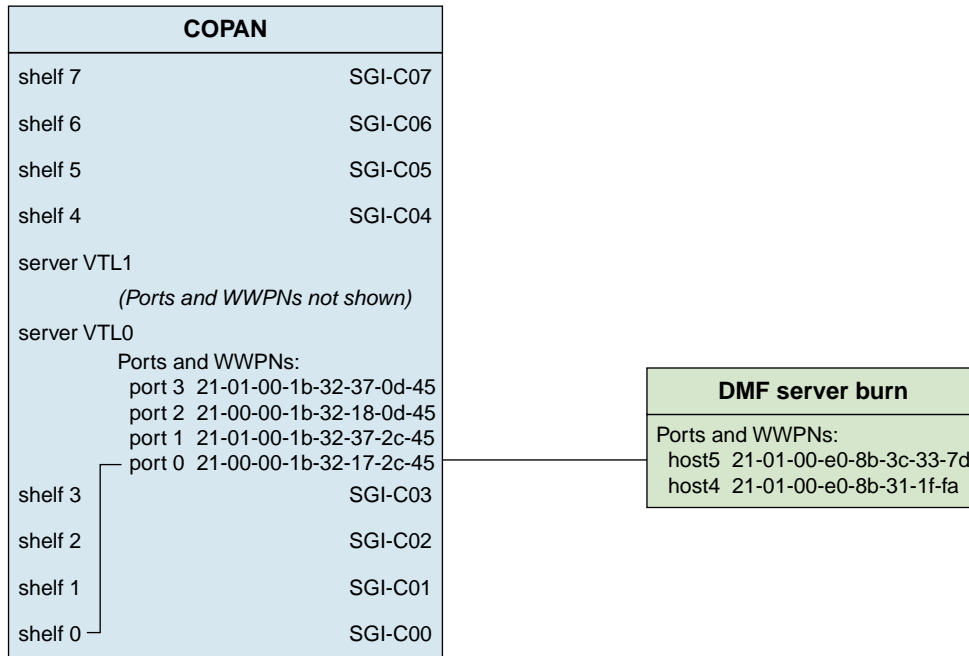 COPAN
shelf 7 SGI-C07
shelf 6 SGI-C06
shelf 5 SGI-C05
shelf 4 SGI-C04
server VTL1
(Ports and WWPNs not shown)
server VTL0
Ports and WWPNs:
port 3 21-01-00-1b-32-37-0d-45
port 2 21-00-00-1b-32-18-0d-45
port 1 21-01-00-1b-32-37-2c-45
port 0 21-00-00-1b-32-17-2c-45
shelf 3 SGI-C03
shelf 2 SGI-C02
shelf 1 SGI-C01
shelf 0 SGI-C00
DMF server burn
Ports and WWPNs:
host5 21-01-00-e0-8b-3c-33-7d
host4 21-01-00-e0-8b-31-1f-fa